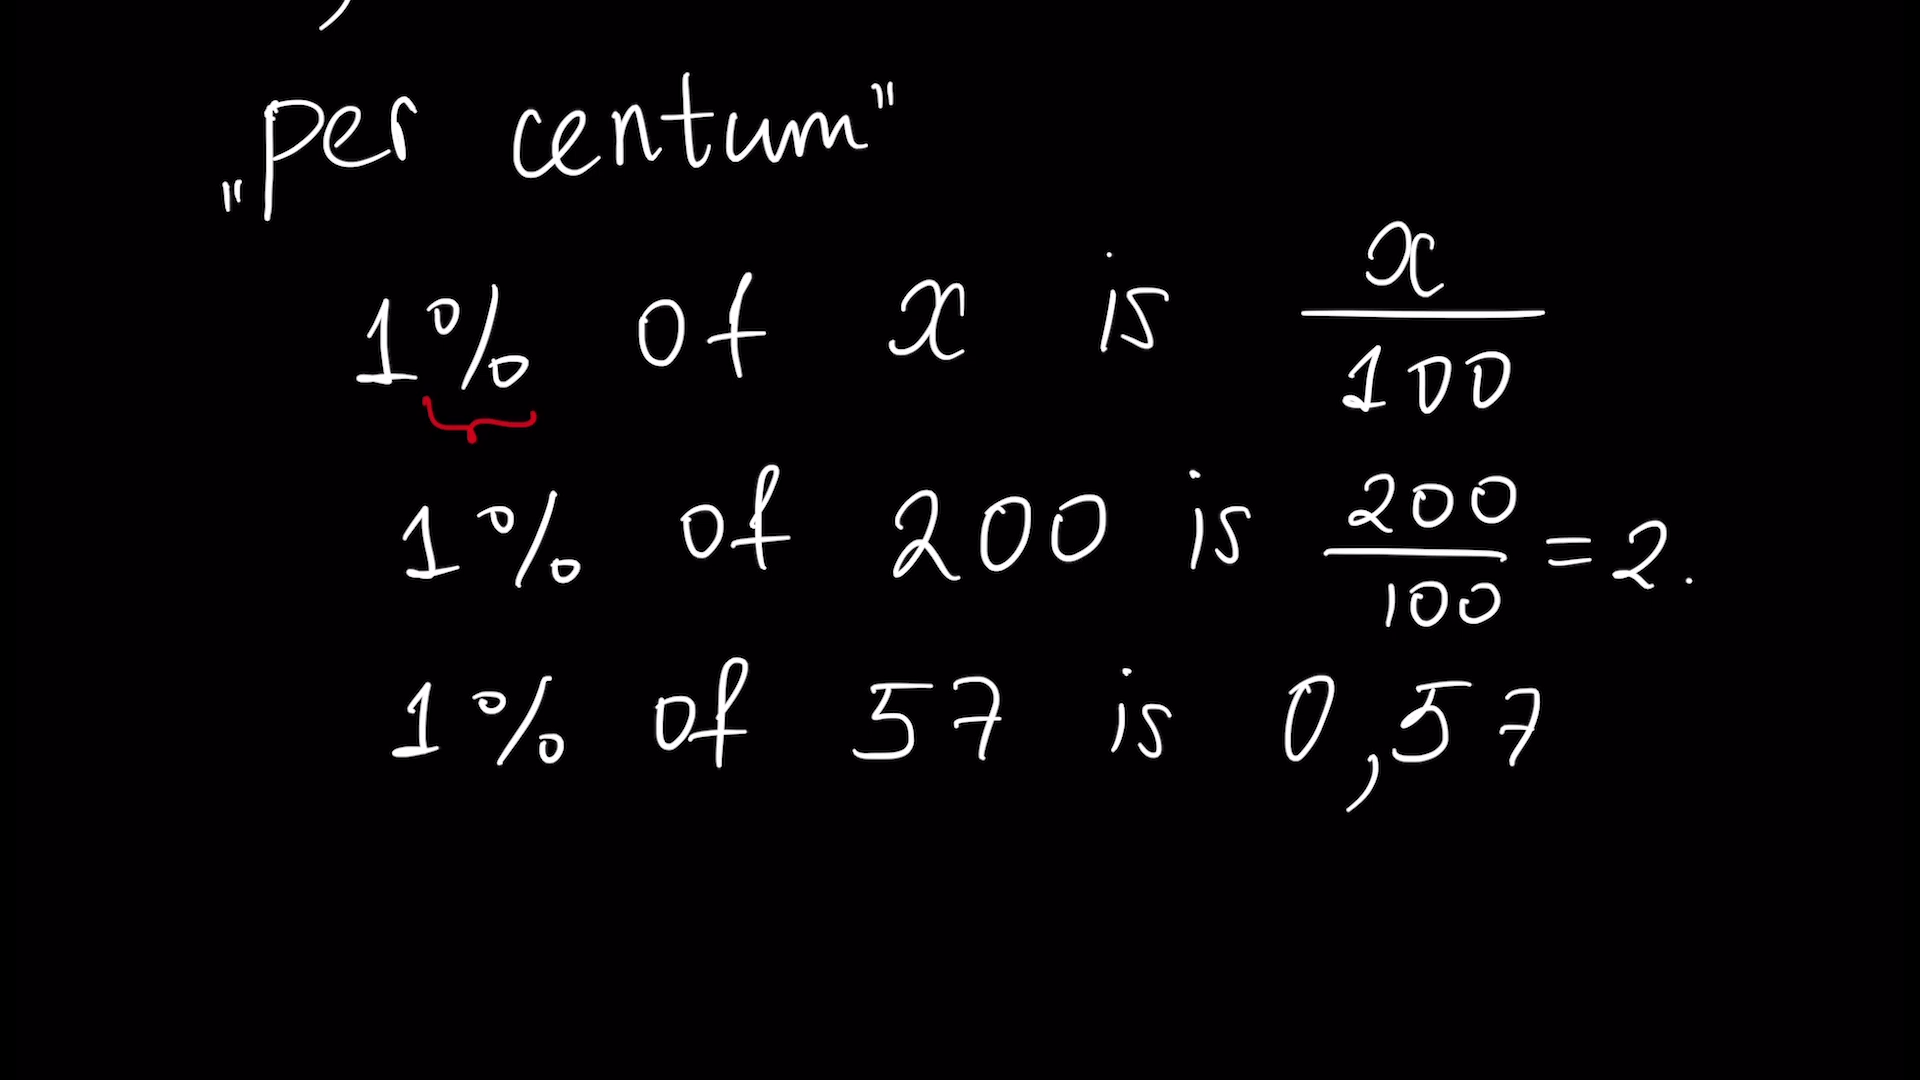 „per centum"
1% of x is x/100
1% of 200 is 200/100 = 2.
1% of 57 is 0,57